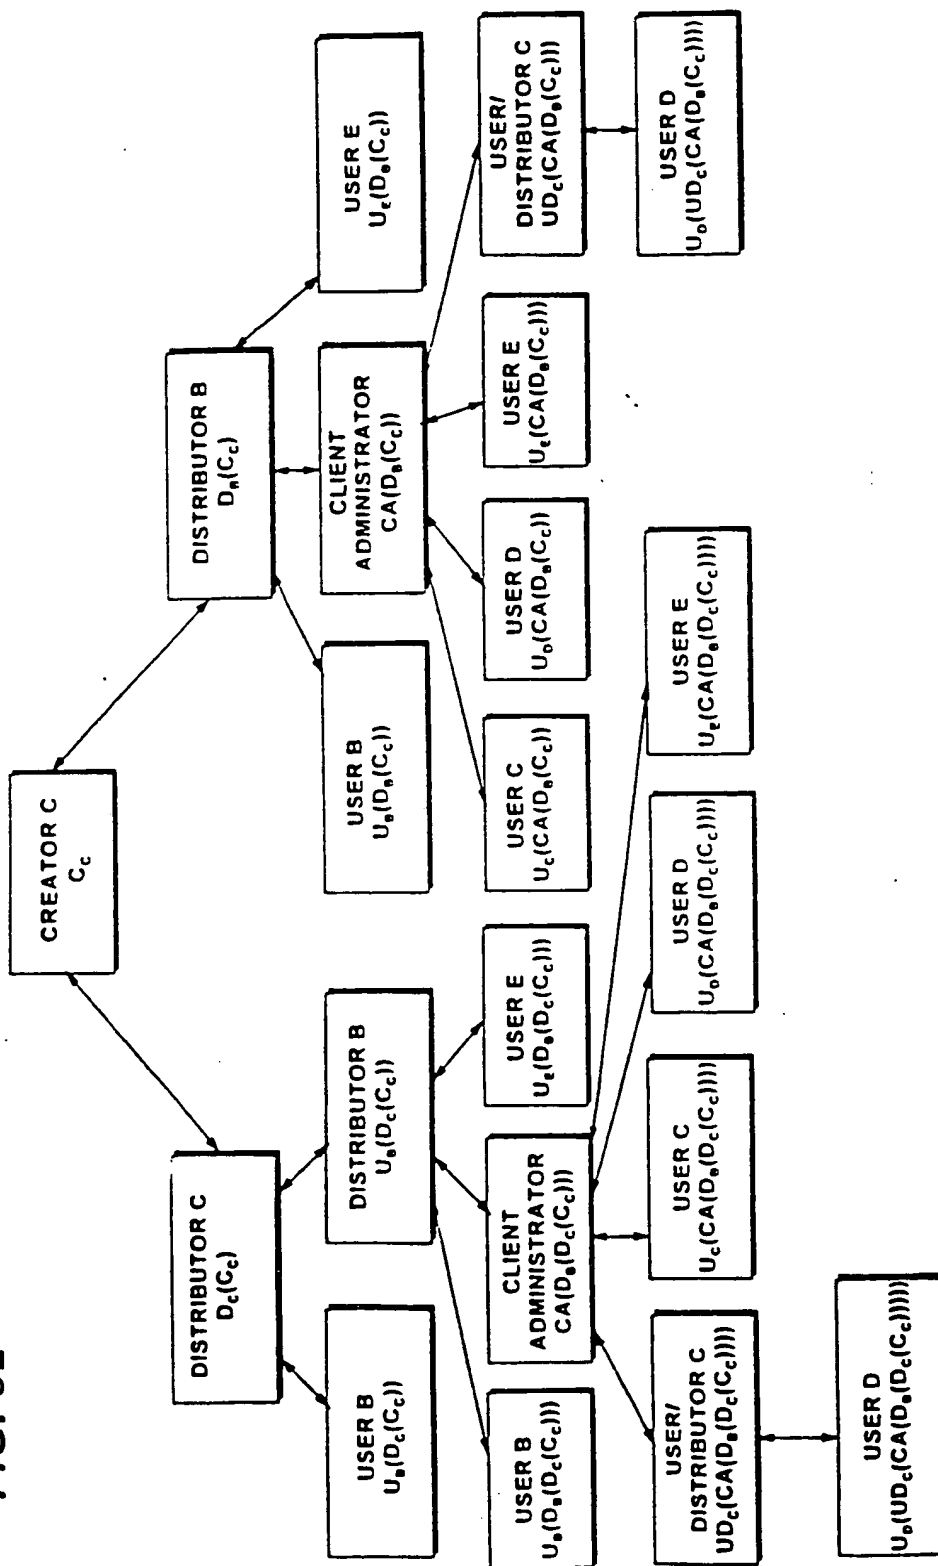 CREATOR C
C_C
DISTRIBUTOR C
D_C(C_C)
DISTRIBUTOR B
D_B(C_C)
USER B
U_B(D_C(C_C))
DISTRIBUTOR B
U_B(D_C(C_C))
USER B
U_B(D_B(C_C))
CLIENT
ADMINISTRATOR
CA(D_B(C_C))
USER E
U_E(D_B(C_C))
USER B
U_B(D_B(D_C(C_C)))
CLIENT
ADMINISTRATOR
CA(D_B(D_C(C_C)))
USER E
U_E(D_B(D_C(C_C)))
USER C
U_C(CA(D_B(C_C))
USER D
U_D(CA(D_B(C_C))
USER E
U_E(CA(D_B(C_C)))
USER/
DISTRIBUTOR C
UD_C(CA(D_B(C_C)))
USER/
DISTRIBUTOR C
UD_C(CA(D_B(D_C(C_C))))
USER C
U_C(CA(D_B(D_C(C_C))))
USER D
U_D(CA(D_B(D_C(C_C))))
USER E
U_E(CA(D_B(D_C(C_C))))
USER D
U_D(UD_C(CA(D_B(C_C))))
USER D
U_D(UD_C(CA(D_B(D_C(C_C)))))